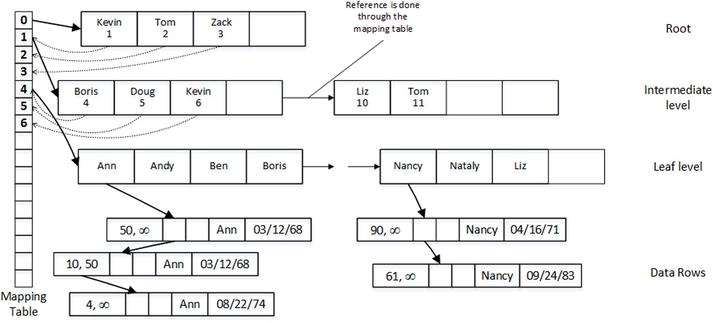 Reference is done
through the
mapping table
0
1
2
3
4
5
6
Kevin
1
Tom
2
Zack
3
Root
Boris
4
Doug
5
Kevin
6
Liz
10
Tom
11
Intermediate
level
Ann
Andy
Ben
Boris
Nancy
Nataly
Liz
Leaf level
50, ∞
Ann
03/12/68
90, ∞
Nancy
04/16/71
10, 50
Ann
03/12/68
61, ∞
Nancy
09/24/83
Data Rows
4, ∞
Ann
08/22/74
Mapping
Table